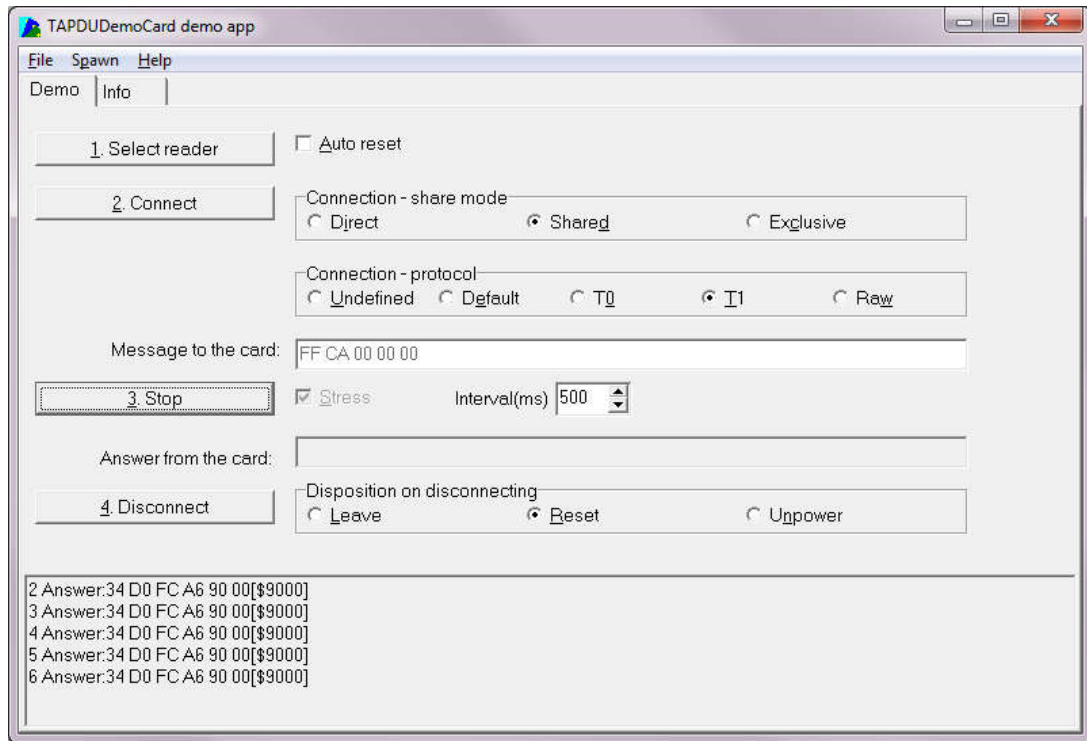 TAPDUDemoCard demo app
File Spawn Help
Demo Info
1. Select reader Auto reset
2. Connect
Connection - share mode
Direct Shared Exclusive
Connection - protocol
Undefined Default T0 T1 Raw
Message to the card: FF CA 00 00 00
3. Stop Stress Interval(ms) 500
Answer from the card:
4. Disconnect
Disposition on disconnecting
Leave Reset Unpower
2 Answer:34 D0 FC A6 90 00[$9000]
3 Answer:34 D0 FC A6 90 00[$9000]
4 Answer:34 D0 FC A6 90 00[$9000]
5 Answer:34 D0 FC A6 90 00[$9000]
6 Answer:34 D0 FC A6 90 00[$9000]